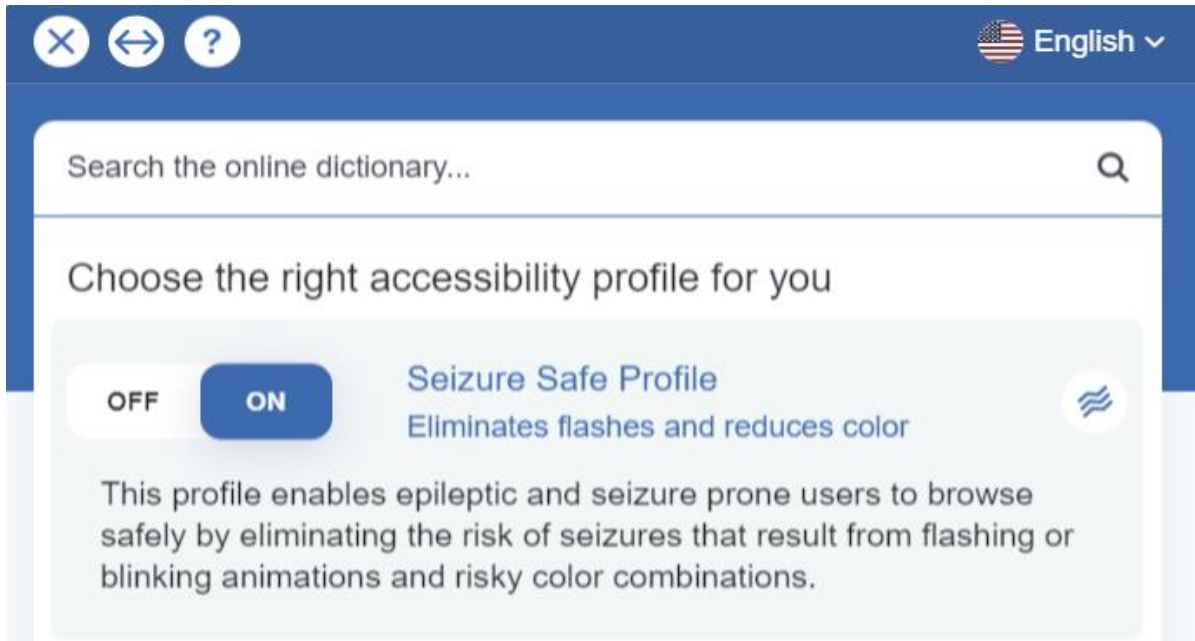 ?
English
Search the online dictionary...
Choose the right accessibility profile for you
OFF ON
Seizure Safe Profile
Eliminates flashes and reduces color
This profile enables epileptic and seizure prone users to browse
safely by eliminating the risk of seizures that result from flashing or
blinking animations and risky color combinations.